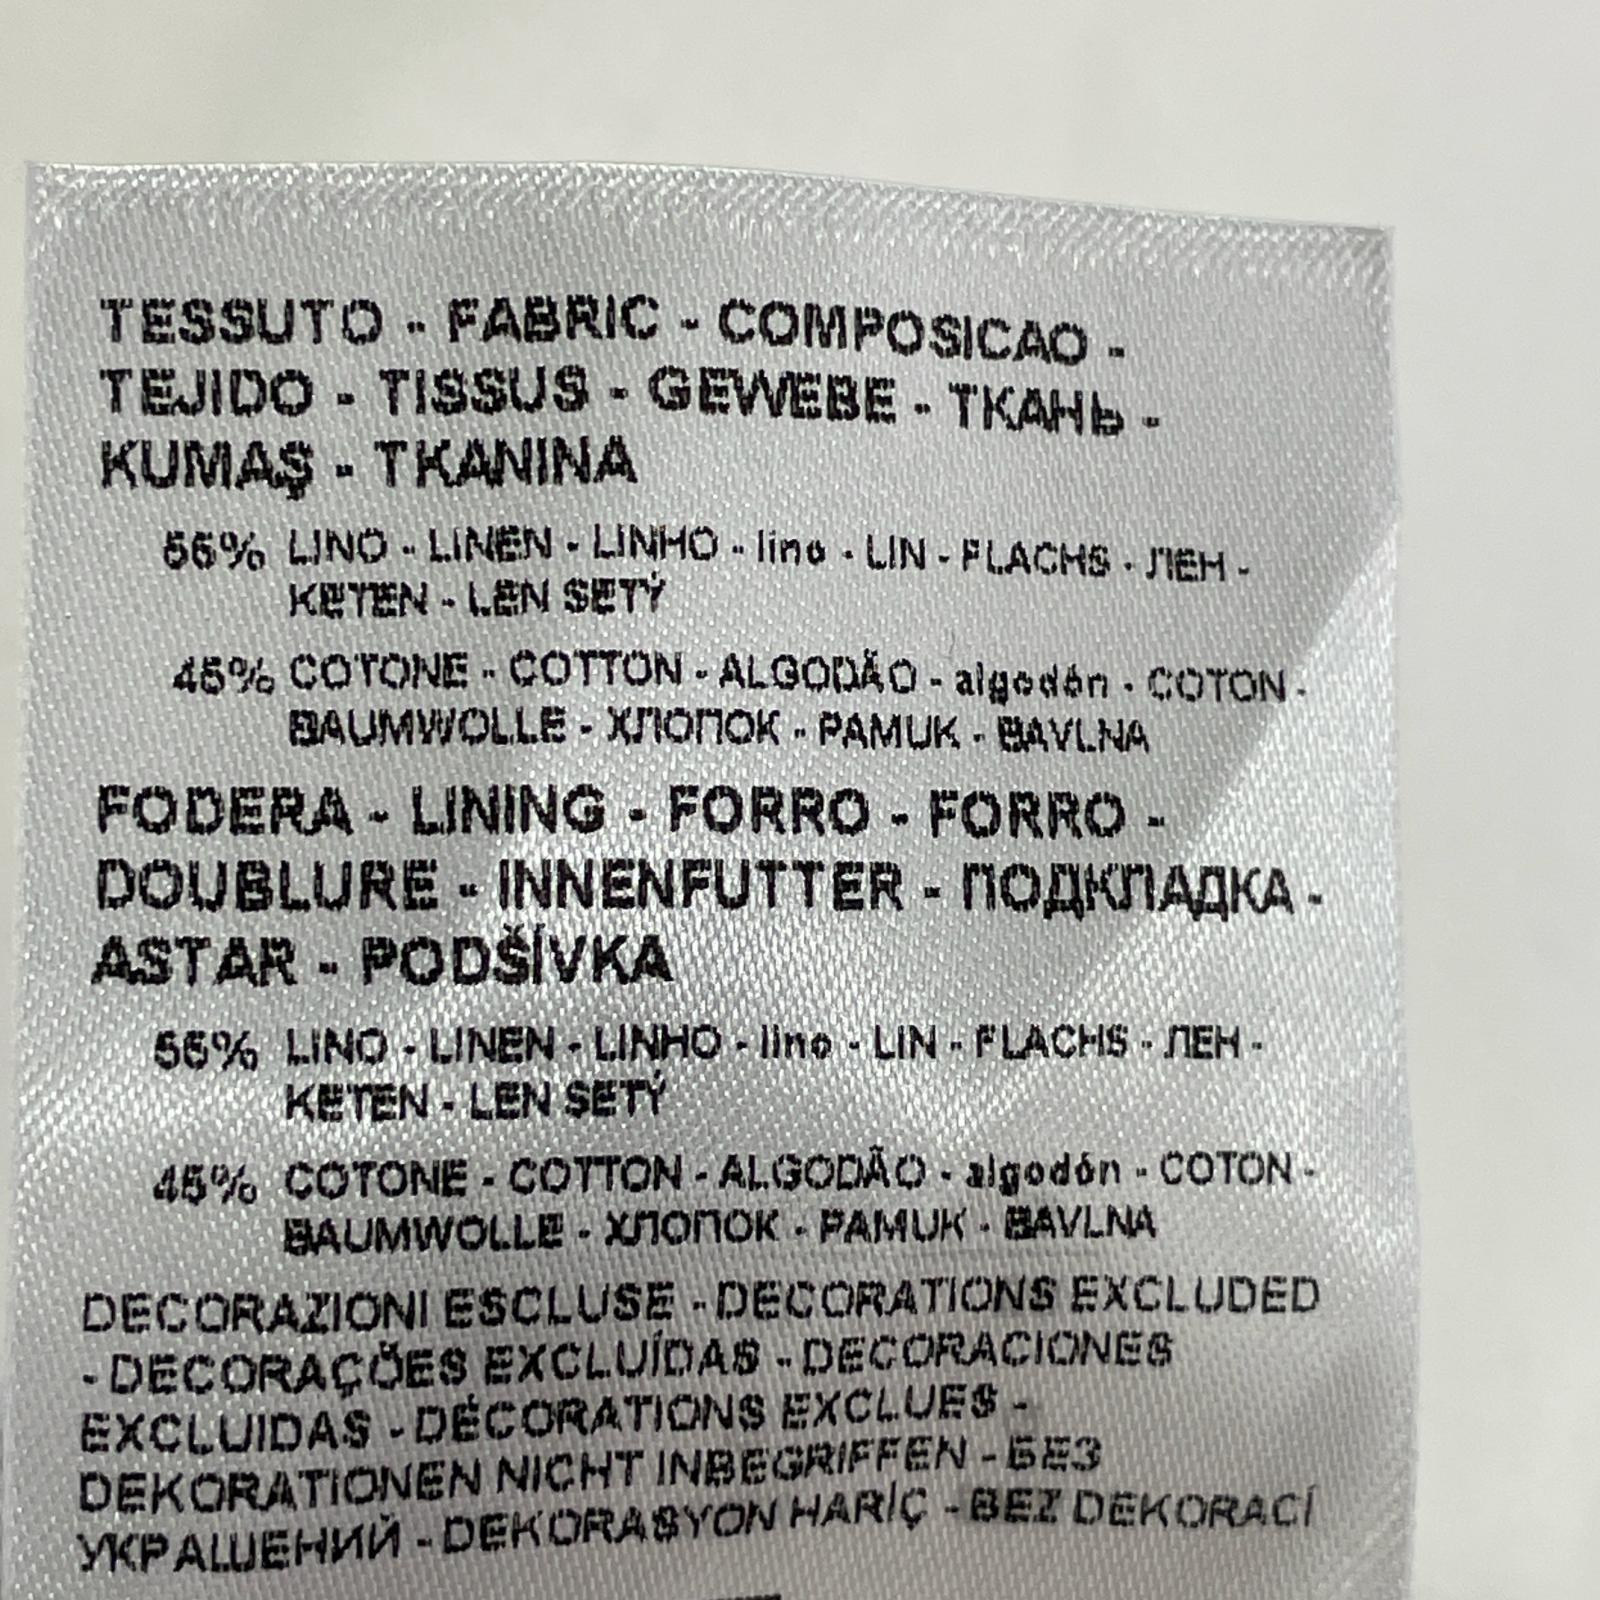 TESSUTO - FABRIC - COMPOSICAO -
TEJIDO - TISSUS - GEWEBE - ТКАНЬ -
KUMAŞ - TKANINA
55% LINO - LINEN - LINHO - lino - LIN - FLACHS - ЛЕН -
KETEN - LEN SETÝ
45% COTONE - COTTON - ALGODÃO - algodón - COTON -
BAUMWOLLE - ХЛОПОК - PAMUK - BAVLNA
FODERA - LINING - FORRO - FORRO -
DOUBLURE - INNENFUTTER - ПОДКЛАДКА -
ASTAR - PODŠÍVKA
55% LINO - LINEN - LINHO - lino - LIN - FLACHS - ЛЕН -
KETEN - LEN SETÝ
45% COTONE - COTTON - ALGODÃO - algodón - COTON -
BAUMWOLLE - ХЛОПОК - PAMUK - BAVLNA
DECORAZIONI ESCLUSE - DECORATIONS EXCLUDED
- DECORAÇÕES EXCLUÍDAS - DECORACIONES
EXCLUIDAS - DÉCORATIONS EXCLUES -
DEKORATIONEN NICHT INBEGRIFFEN - БЕЗ
УКРАШЕНИЙ - DEKORASYON HARİÇ - BEZ DEKORACÍ